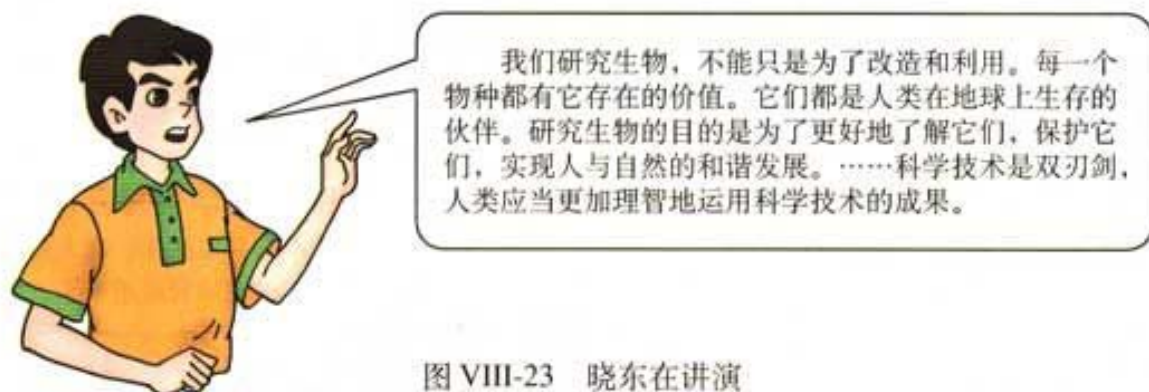 我们研究生物，不能只是为了改造和利用。每一个
物种都有它存在的价值。它们都是人类在地球上生存的
伙伴。研究生物的目的是为了更好地了解它们，保护它
们，实现人与自然的和谐发展。……科学技术是双刃剑，
人类应当更加理智地运用科学技术的成果。
图 VIII-23 晓东在讲演